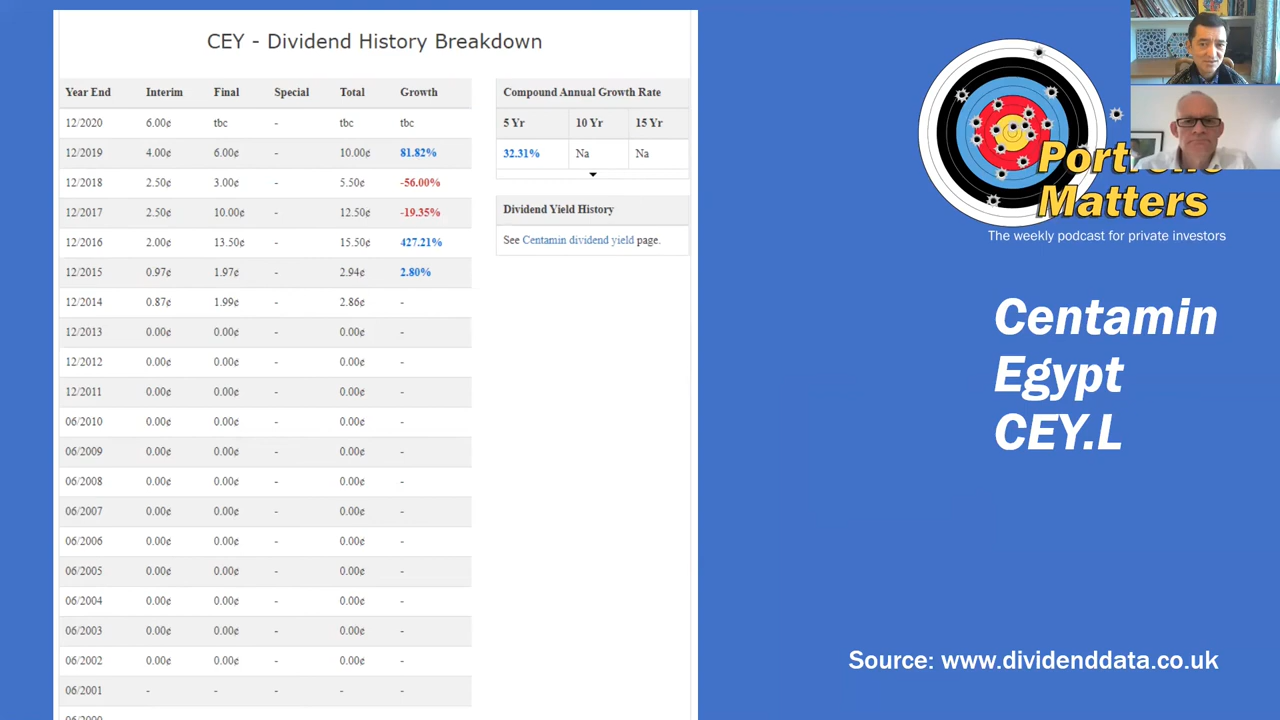 CEY - Dividend History Breakdown
Year End Interim Final Special Total Growth
12/2020 6.00¢ tbc - tbc tbc
12/2019 4.00¢ 6.00¢ - 10.00¢ 81.82%
12/2018 2.50¢ 3.00¢ - 5.50¢ -56.00%
12/2017 2.50¢ 10.00¢ - 12.50¢ -19.35%
12/2016 2.00¢ 13.50¢ - 15.50¢ 427.21%
12/2015 0.97¢ 1.97¢ - 2.94¢ 2.80%
12/2014 0.87¢ 1.99¢ - 2.86¢ -
12/2013 0.00¢ 0.00¢ - 0.00¢ -
12/2012 0.00¢ 0.00¢ - 0.00¢ -
12/2011 0.00¢ 0.00¢ - 0.00¢ -
06/2010 0.00¢ 0.00¢ - 0.00¢ -
06/2009 0.00¢ 0.00¢ - 0.00¢ -
06/2008 0.00¢ 0.00¢ - 0.00¢ -
06/2007 0.00¢ 0.00¢ - 0.00¢ -
06/2006 0.00¢ 0.00¢ - 0.00¢ -
06/2005 0.00¢ 0.00¢ - 0.00¢ -
06/2004 0.00¢ 0.00¢ - 0.00¢ -
06/2003 0.00¢ 0.00¢ - 0.00¢ -
06/2002 0.00¢ 0.00¢ - 0.00¢ -
06/2001 - - - - -
Compound Annual Growth Rate
5 Yr 10 Yr 15 Yr
32.31% Na Na
Dividend Yield History
See Centamin dividend yield page.
Matters
The weekly podcast for private investors
Centamin
Egypt
CEY.L
Source: www.dividenddata.co.uk